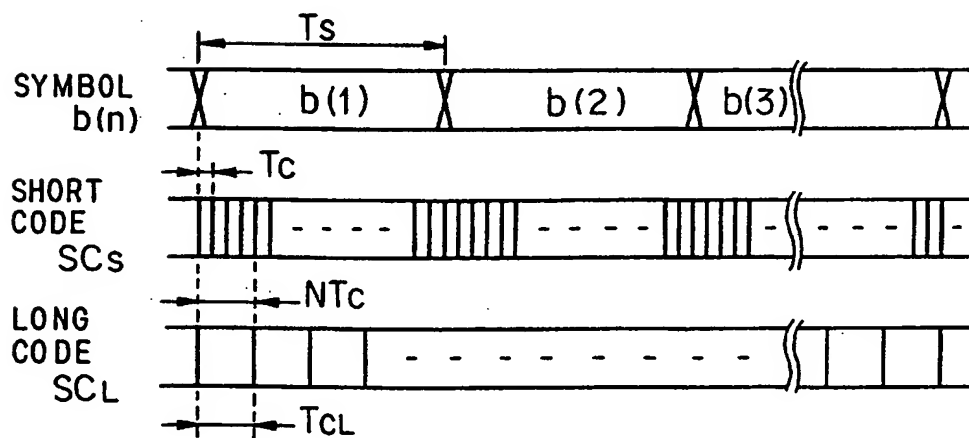 Ts
SYMBOL
b(n)
b(1)
b(2)
b(3)
Tc
SHORT
CODE
SCs
NTc
LONG
CODE
SCL
TCL